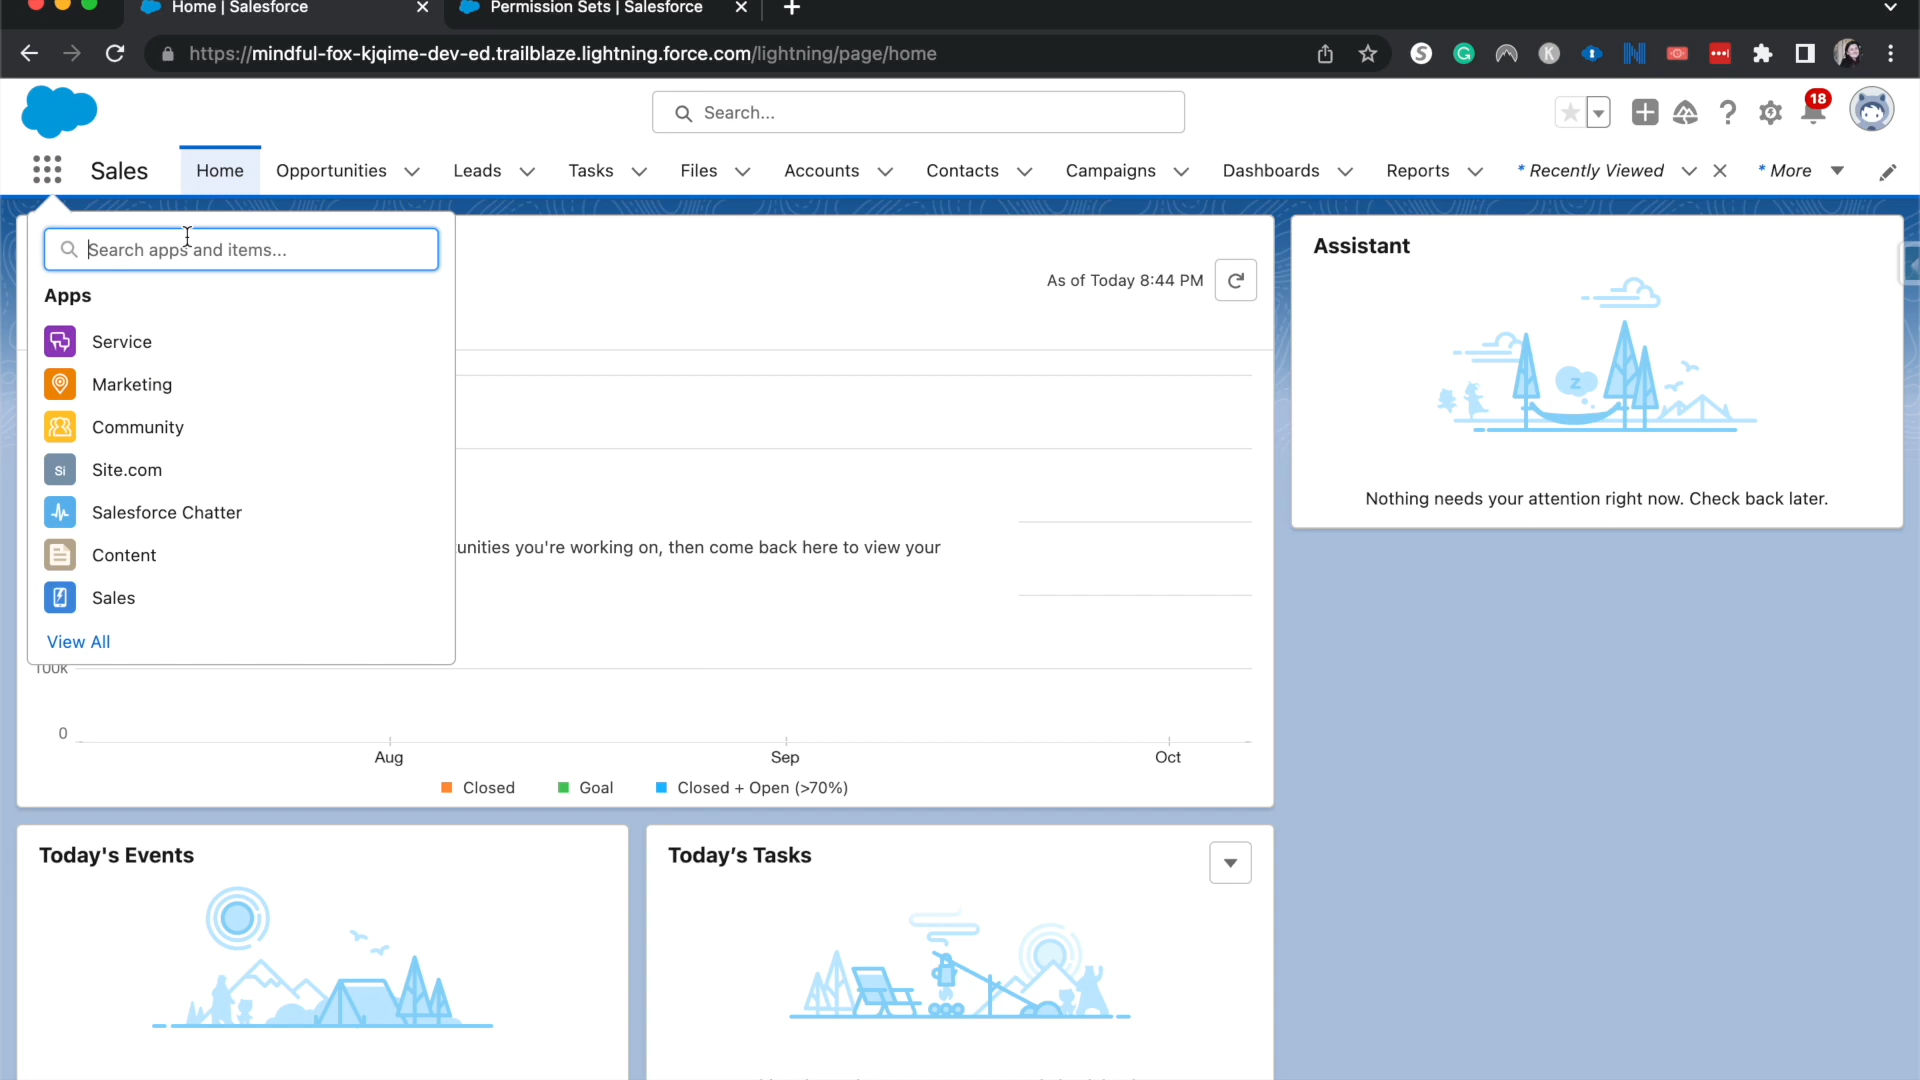 Home | Salesforce
Permission Sets | Salesforce
https://mindful-fox-kjqime-dev-ed.trailblaze.lightning.force.com/lightning/page/home
Search...
18
Sales
Home
Opportunities
Leads
Tasks
Files
Accounts
Contacts
Campaigns
Dashboards
Reports
* Recently Viewed
* More
Search apps and items...
Apps
Service
Marketing
Community
Si
Site.com
Salesforce Chatter
Content
Sales
View All
As of Today 8:44 PM
unities you're working on, then come back here to view your
100k
0
Aug
Sep
Oct
Closed
Goal
Closed + Open (>70%)
Assistant
z
Nothing needs your attention right now. Check back later.
Today's Events
Today’s Tasks